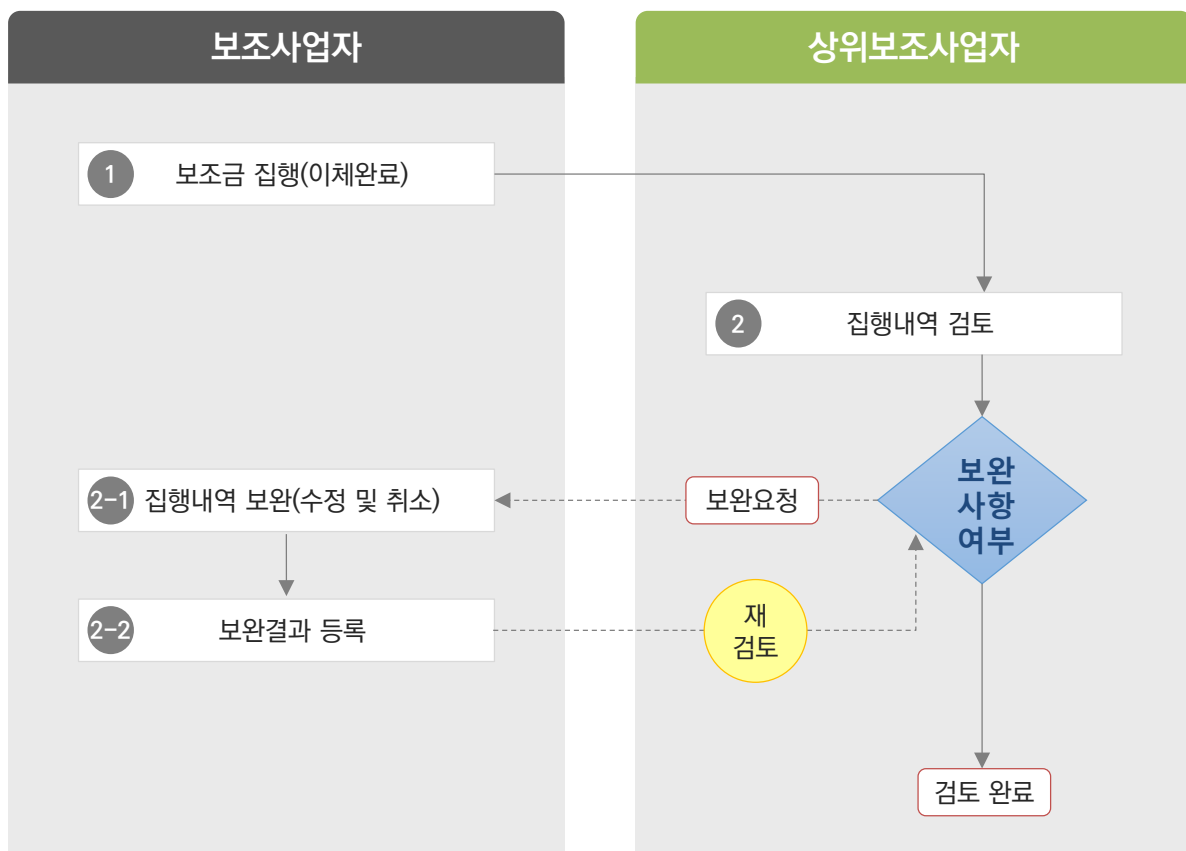 보조사업자
상위보조사업자
1 보조금 집행(이체완료)
2 집행내역 검토
보완
사항
여부
보완요청
2-1 집행내역 보완(수정 및 취소)
2-2 보완결과 등록
재
검토
검토 완료